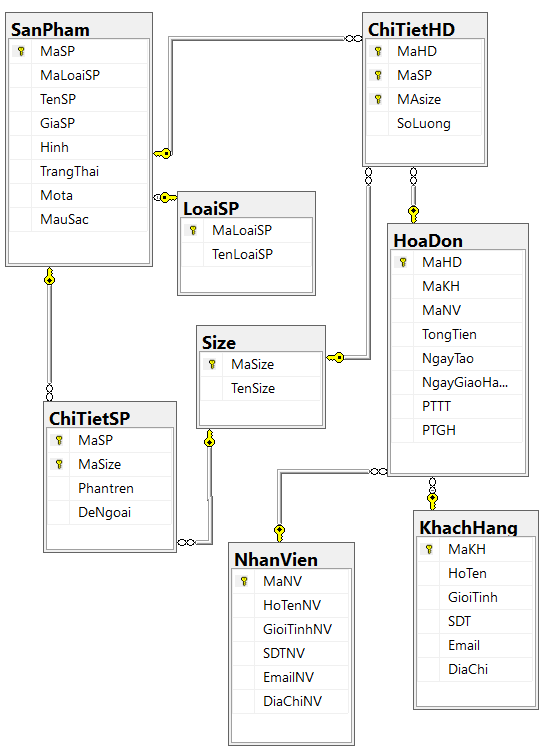 SanPham
MaSP
MaLoaiSP
TenSP
GiaSP
Hinh
TrangThai
Mota
MauSac
ChiTietHD
MaHD
MaSP
MAsize
SoLuong
LoaiSP
MaLoaiSP
TenLoaiSP
HoaDon
MaHD
MaKH
MaNV
TongTien
NgayTao
NgayGiaoHa...
PTTT
PTGH
Size
MaSize
TenSize
ChiTietSP
MaSP
MaSize
Phantren
DeNgoai
NhanVien
MaNV
HoTenNV
GioiTinhNV
SDTNV
EmailNV
DiaChiNV
KhachHang
MaKH
HoTen
GioiTinh
SDT
Email
DiaChi